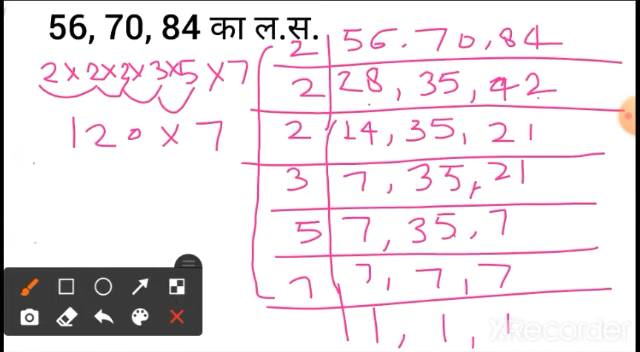 56, 70, 84 का ल.स.
2×2×2×3×5×7
120×7
2 56.70,84
2 28, 35, 42
2 14, 35, 21
3 7, 35, 21
5 7, 35, 7
7 7, 7, 7
1, 1, 1
XRecorder